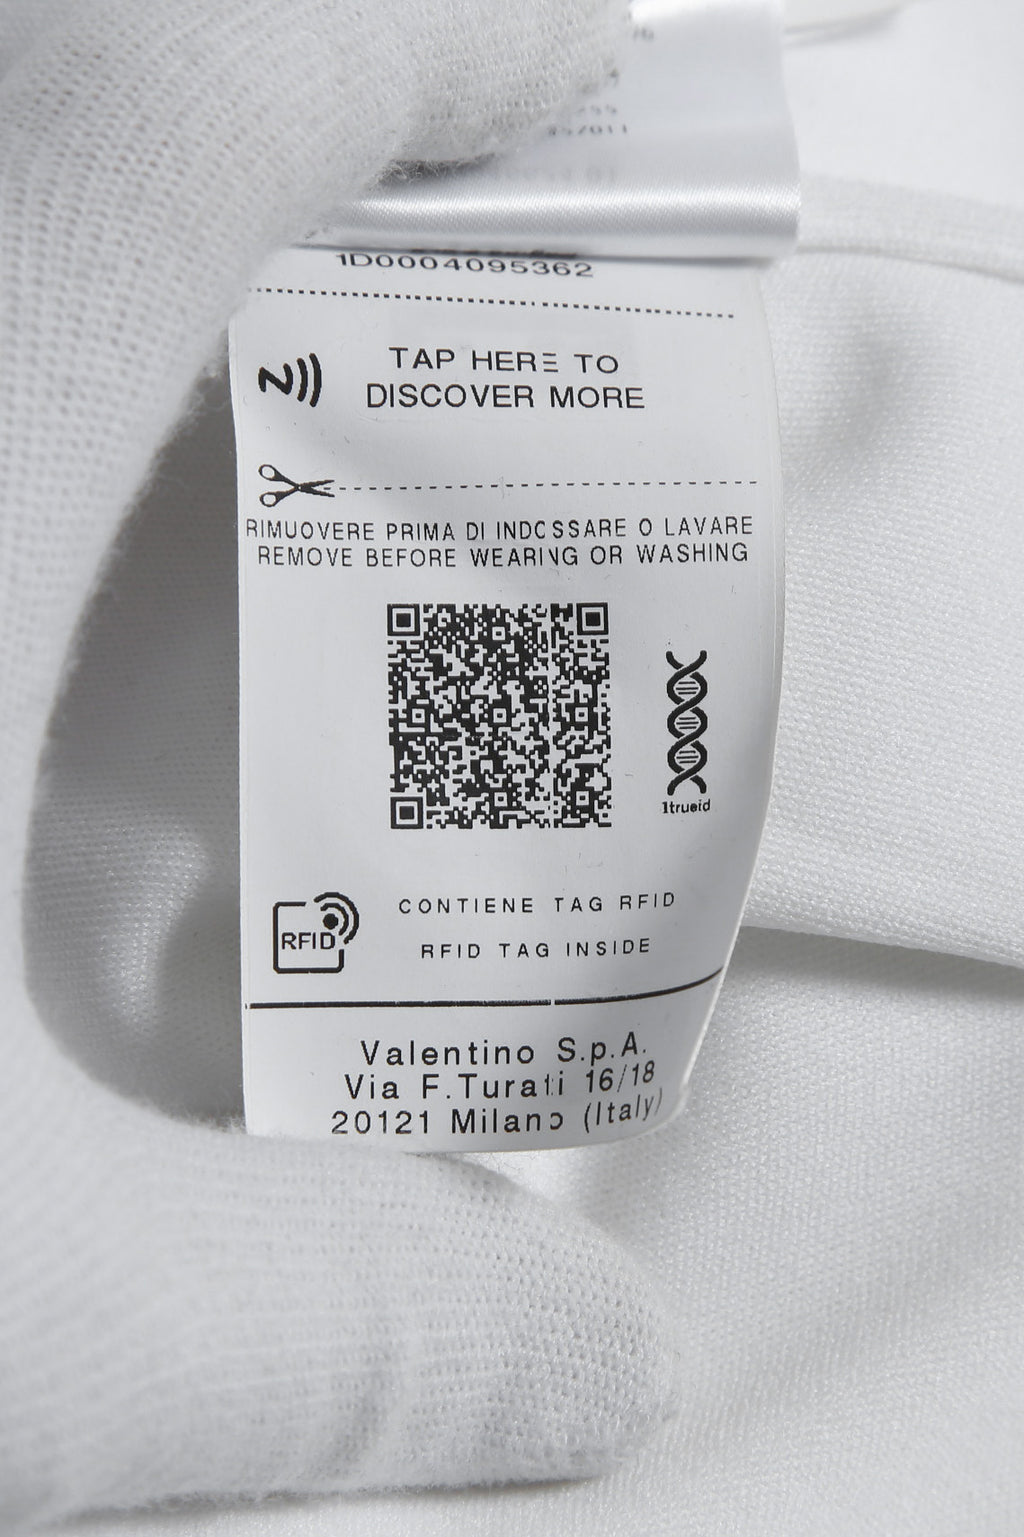 1D0004095362
TAP HERE TO
DISCOVER MORE
RIMUOVERE PRIMA DI INDOSSARE O LAVARE
REMOVE BEFORE WEARING OR WASHING
1trueid
RFID
CONTIENE TAG RFID
RFID TAG INSIDE
Valentino S.p.A.
Via F.Turati 16/18
20121 Milano (Italy)